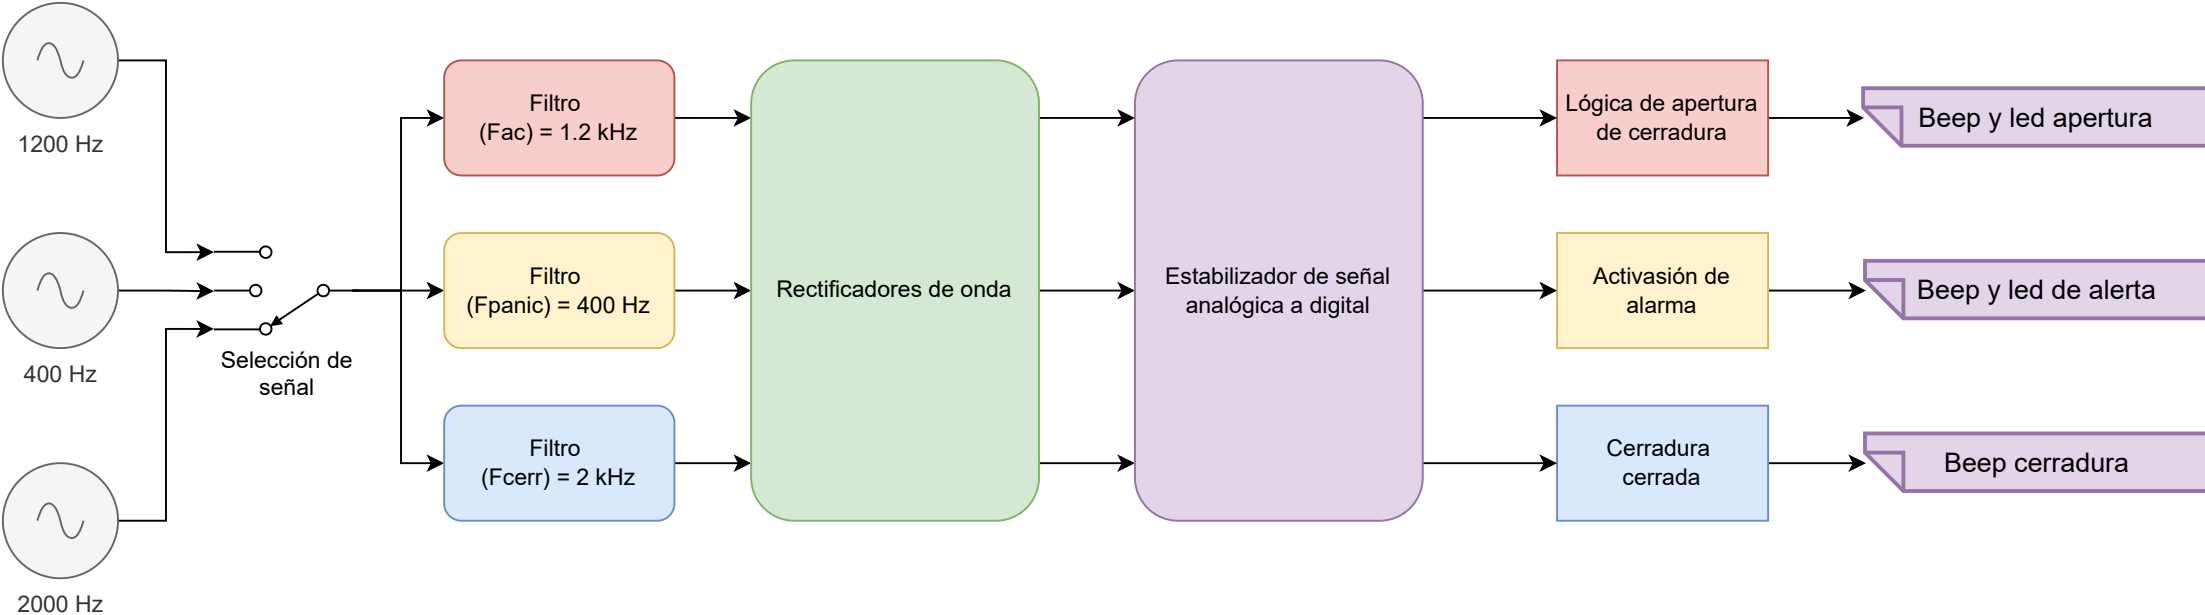 1200 Hz
400 Hz
2000 Hz
Selección de
señal
Filtro
(Fac) = 1.2 kHz
Filtro
(Fpanic) = 400 Hz
Filtro
(Fcerr) = 2 kHz
Rectificadores de onda
Estabilizador de señal
analógica a digital
Lógica de apertura
de cerradura
Activasión de
alarma
Cerradura
cerrada
Beep y led apertura
Beep y led de alerta
Beep cerradura